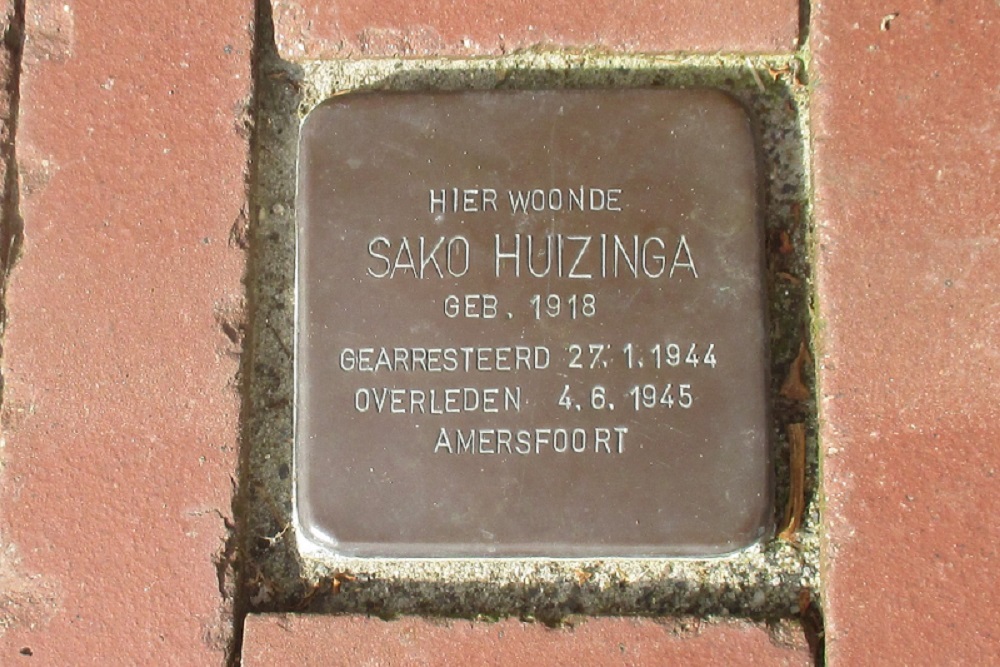 HIER WOONDE
SAKO HUIZINGA
GEB. 1918
GEARRESTEERD 27.1.1944
OVERLEDEN 4.6.1945
AMERSFOORT